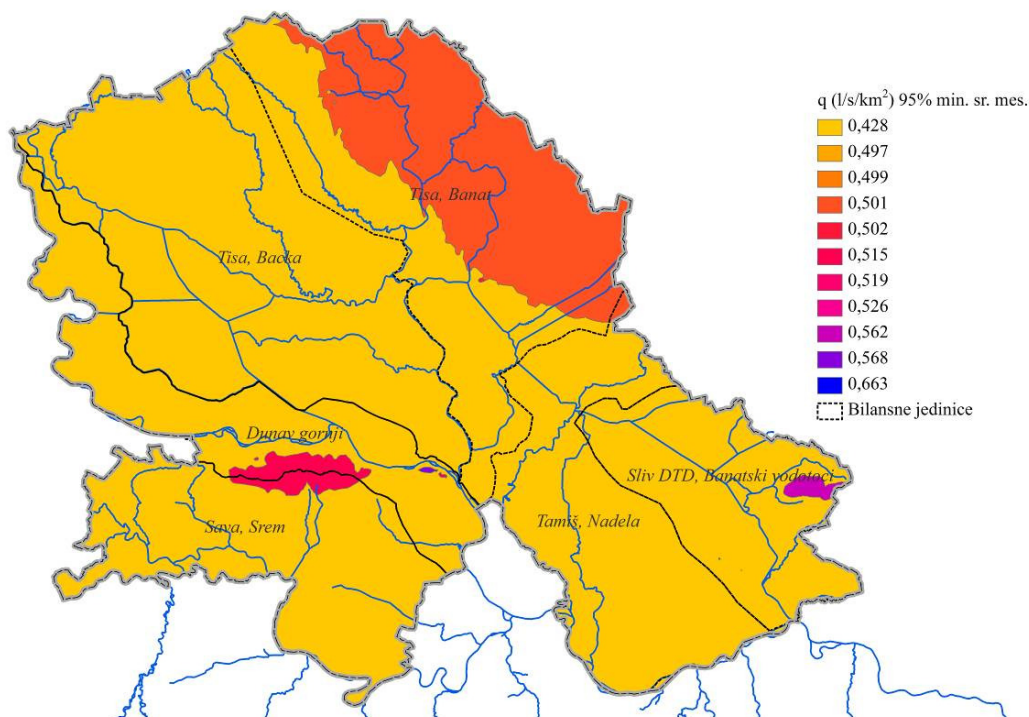 q (l/s/km²) 95% min. sr. mes.
0,428
0,497
0,499
0,501
0,502
0,515
0,519
0,526
0,562
0,568
0,663
Bilansne jedinice
Tisa, Banat
Tisa, Backa
Dunav gornji
Sliv DTD, Banatski vodotoci
Sava, Srem
Tamiš, Nadela